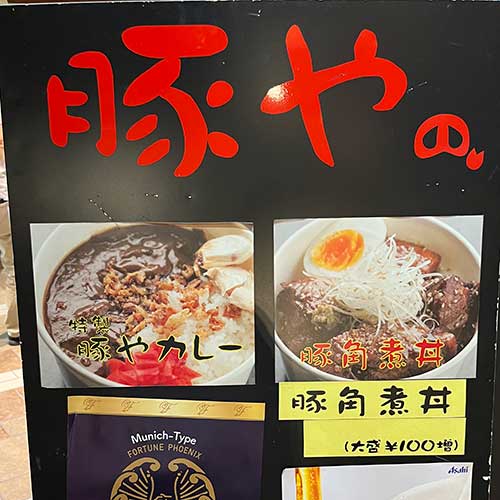 豚や
特製
豚やカレー
豚角煮丼
豚角煮丼
(大盛¥100増)
Munich-Type
FORTUNE PHOENIX
Asahi